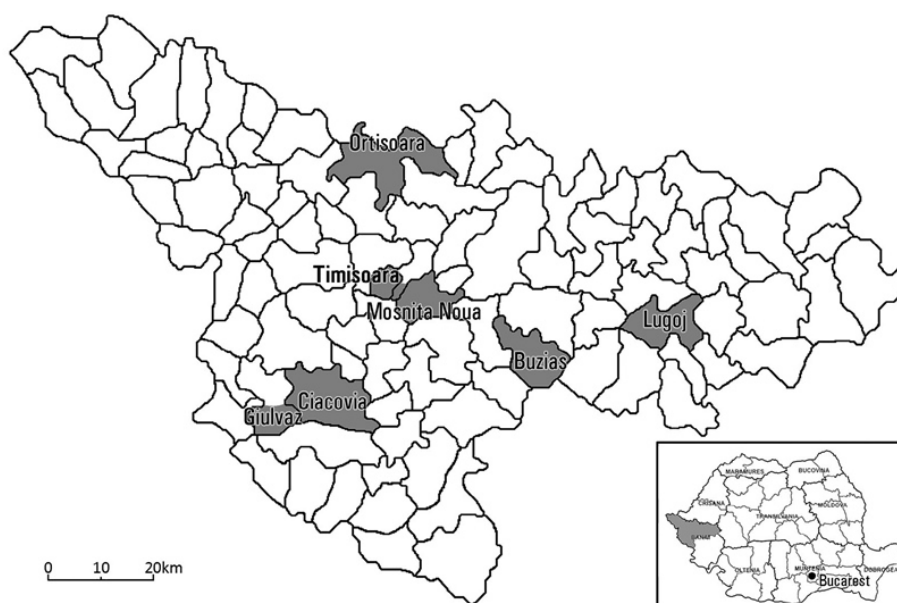 Ortisoara
Timisoara
Mosnita Noua
Lugoj
Buzias
Ciacovia
Giulvaz
0 10 20km
MARAMURES
BUCOVINA
CRISANA
TRANSILVANIA
MOLDOVA
BANAT
OLTENIA
MUNTENIA
DOBROGEA
Bucarest